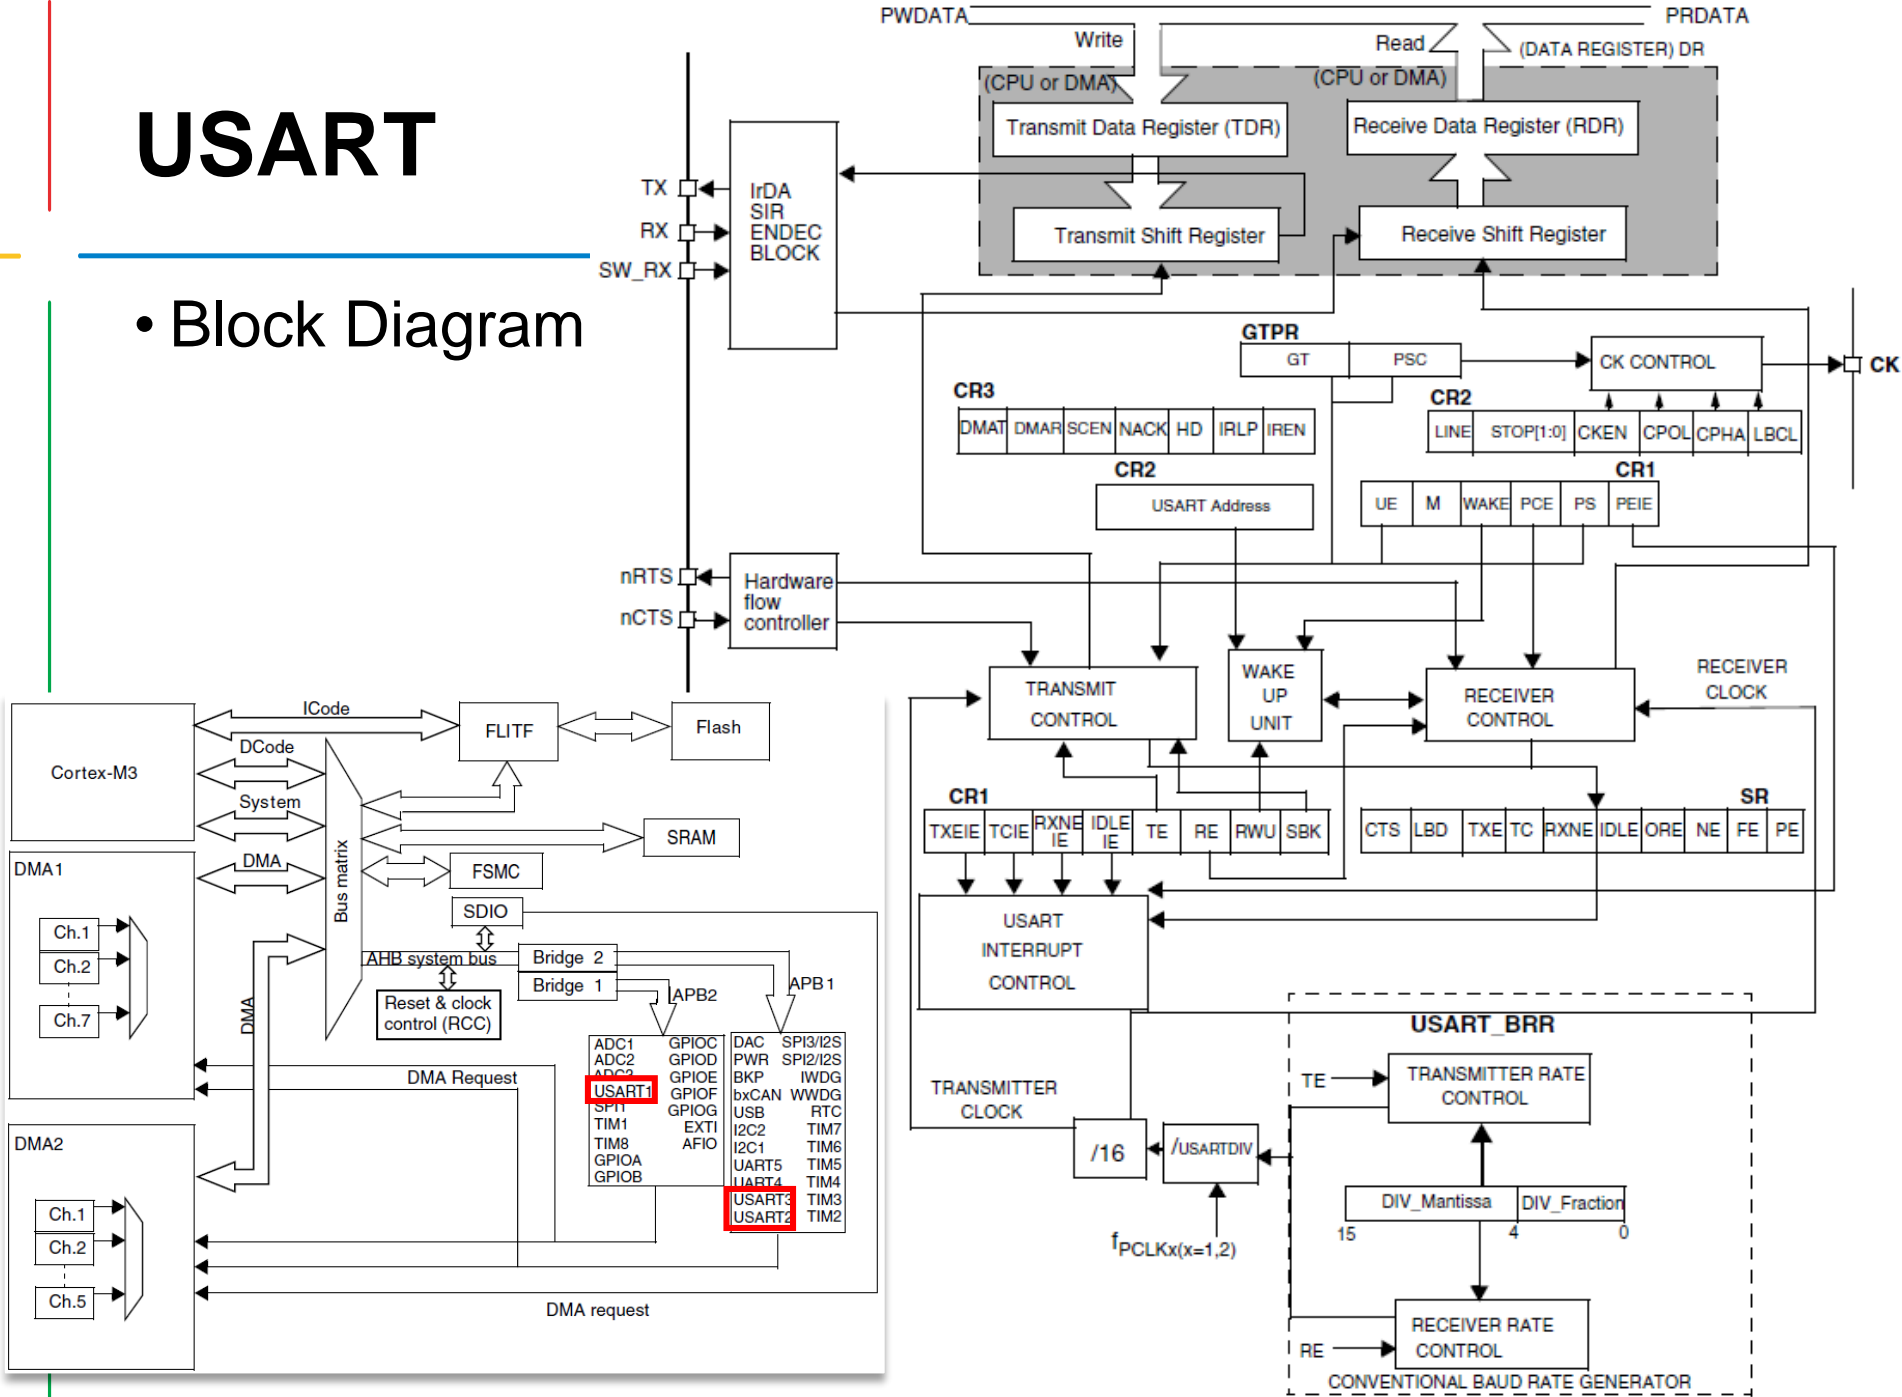 USART
• Block Diagram
PWDATA
PRDATA
Write
Read
(DATA REGISTER) DR
(CPU or DMA)
(CPU or DMA)
Transmit Data Register (TDR)
Receive Data Register (RDR)
TX
RX
SW_RX
IrDA
SIR
ENDEC
BLOCK
Transmit Shift Register
Receive Shift Register
GTPR
GT
PSC
CK CONTROL
CK
CR3
DMAT DMAR SCEN NACK HD IRLP IREN
CR2
LINE STOP[1:0] CKEN CPOL CPHA LBCL
CR2
USART Address
CR1
UE M WAKE PCE PS PEIE
nRTS
nCTS
Hardware
flow
controller
TRANSMIT
CONTROL
WAKE
UP
UNIT
RECEIVER
CONTROL
RECEIVER
CLOCK
CR1
TXEIE TCIE RXNE IE IDLE IE TE RE RWU SBK
SR
CTS LBD TXE TC RXNE IDLE ORE NE FE PE
USART
INTERRUPT
CONTROL
USART_BRR
TE
TRANSMITTER RATE
CONTROL
TRANSMITTER
CLOCK
/16
/USARTDIV
DIV_Mantissa
DIV_Fraction
15
4
0
fPCLKx(x=1,2)
RE
RECEIVER RATE
CONTROL
CONVENTIONAL BAUD RATE GENERATOR
ICode
FLITF
Flash
DCode
Cortex-M3
System
SRAM
DMA
FSMC
Bus matrix
DMA1
Ch.1
Ch.2
Ch.7
SDIO
AHB system bus
Bridge 2
Bridge 1
APB2
APB1
Reset & clock
control (RCC)
DMA
DMA Request
ADC1 GPIOC
ADC2 GPIOD
ADC3 GPIOE
USART1 GPIOF
SPI1 GPIOG
TIM1 EXTI
TIM8 AFIO
GPIOA
GPIOB
DAC SPI3/I2S
PWR SPI2/I2S
BKP IWDG
bxCAN WWDG
USB RTC
I2C2 TIM7
I2C1 TIM6
UART5 TIM5
UART4 TIM4
USART3 TIM3
USART2 TIM2
DMA2
Ch.1
Ch.2
Ch.5
DMA request